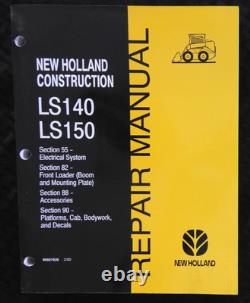 NEW HOLLAND
CONSTRUCTION
LS140
LS150
Section 55 -
Electrical System
Section 82 -
Front Loader (Boom
and Mounting Plate)
Section 88 -
Accessories
Section 90 -
Platforms, Cab, Bodywork,
and Decals
REPAIR MANUAL
NEW HOLLAND